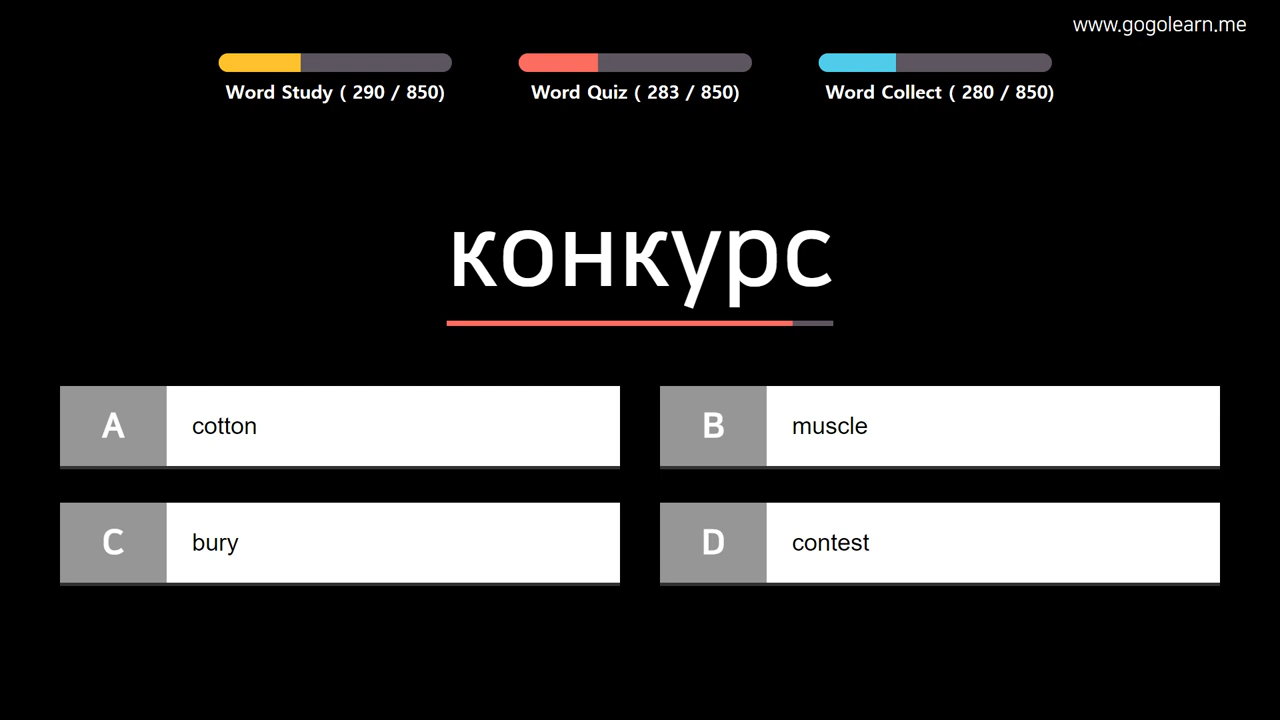 www.gogolearn.me
Word Study ( 290 / 850)
Word Quiz ( 283 / 850)
Word Collect ( 280 / 850)
конкурс
A cotton
B muscle
C bury
D contest